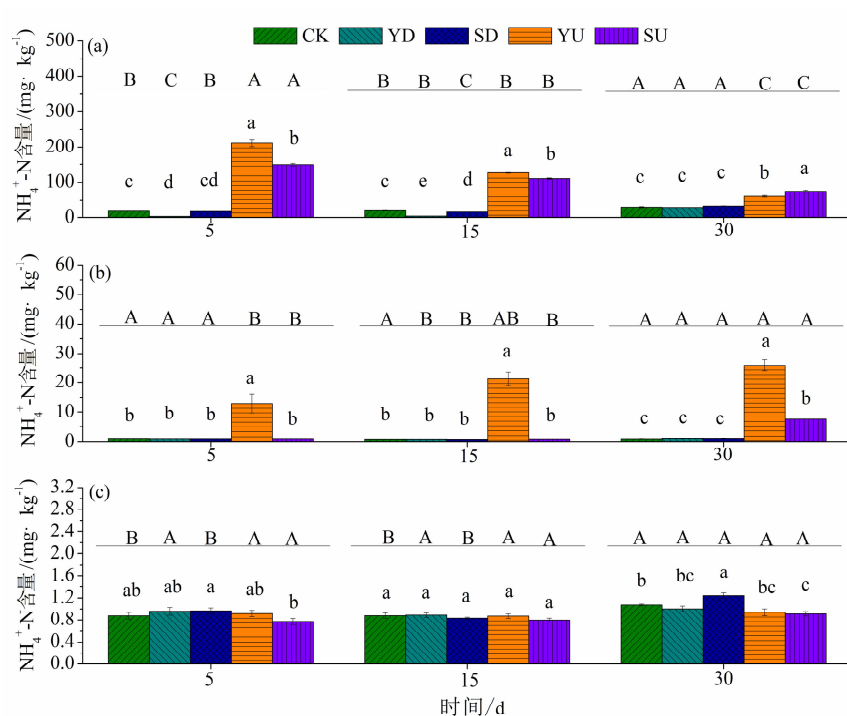 CK YD SD YU SU
(a)
NH₄⁺-N含量/(mg· kg⁻¹)
500
400
300
200
100
0
B C B A A
B B C B B
A A A C C
c d cd a b
c e d a b
c c c b a
5 15 30
(b)
NH₄⁺-N含量/(mg· kg⁻¹)
60
50
40
30
20
10
0
A A A B B
A B B AB B
A A A A A
b b b a b
b b b a b
c c c a b
5 15 30
(c)
NH₄⁺-N含量/(mg· kg⁻¹)
3.2
2.8
2.4
2.0
1.6
1.2
0.8
0.4
0.0
B A B A A
B A B A A
A A A A A
ab ab a ab b
a a a a a
b bc a bc c
5 15 30
时间/d